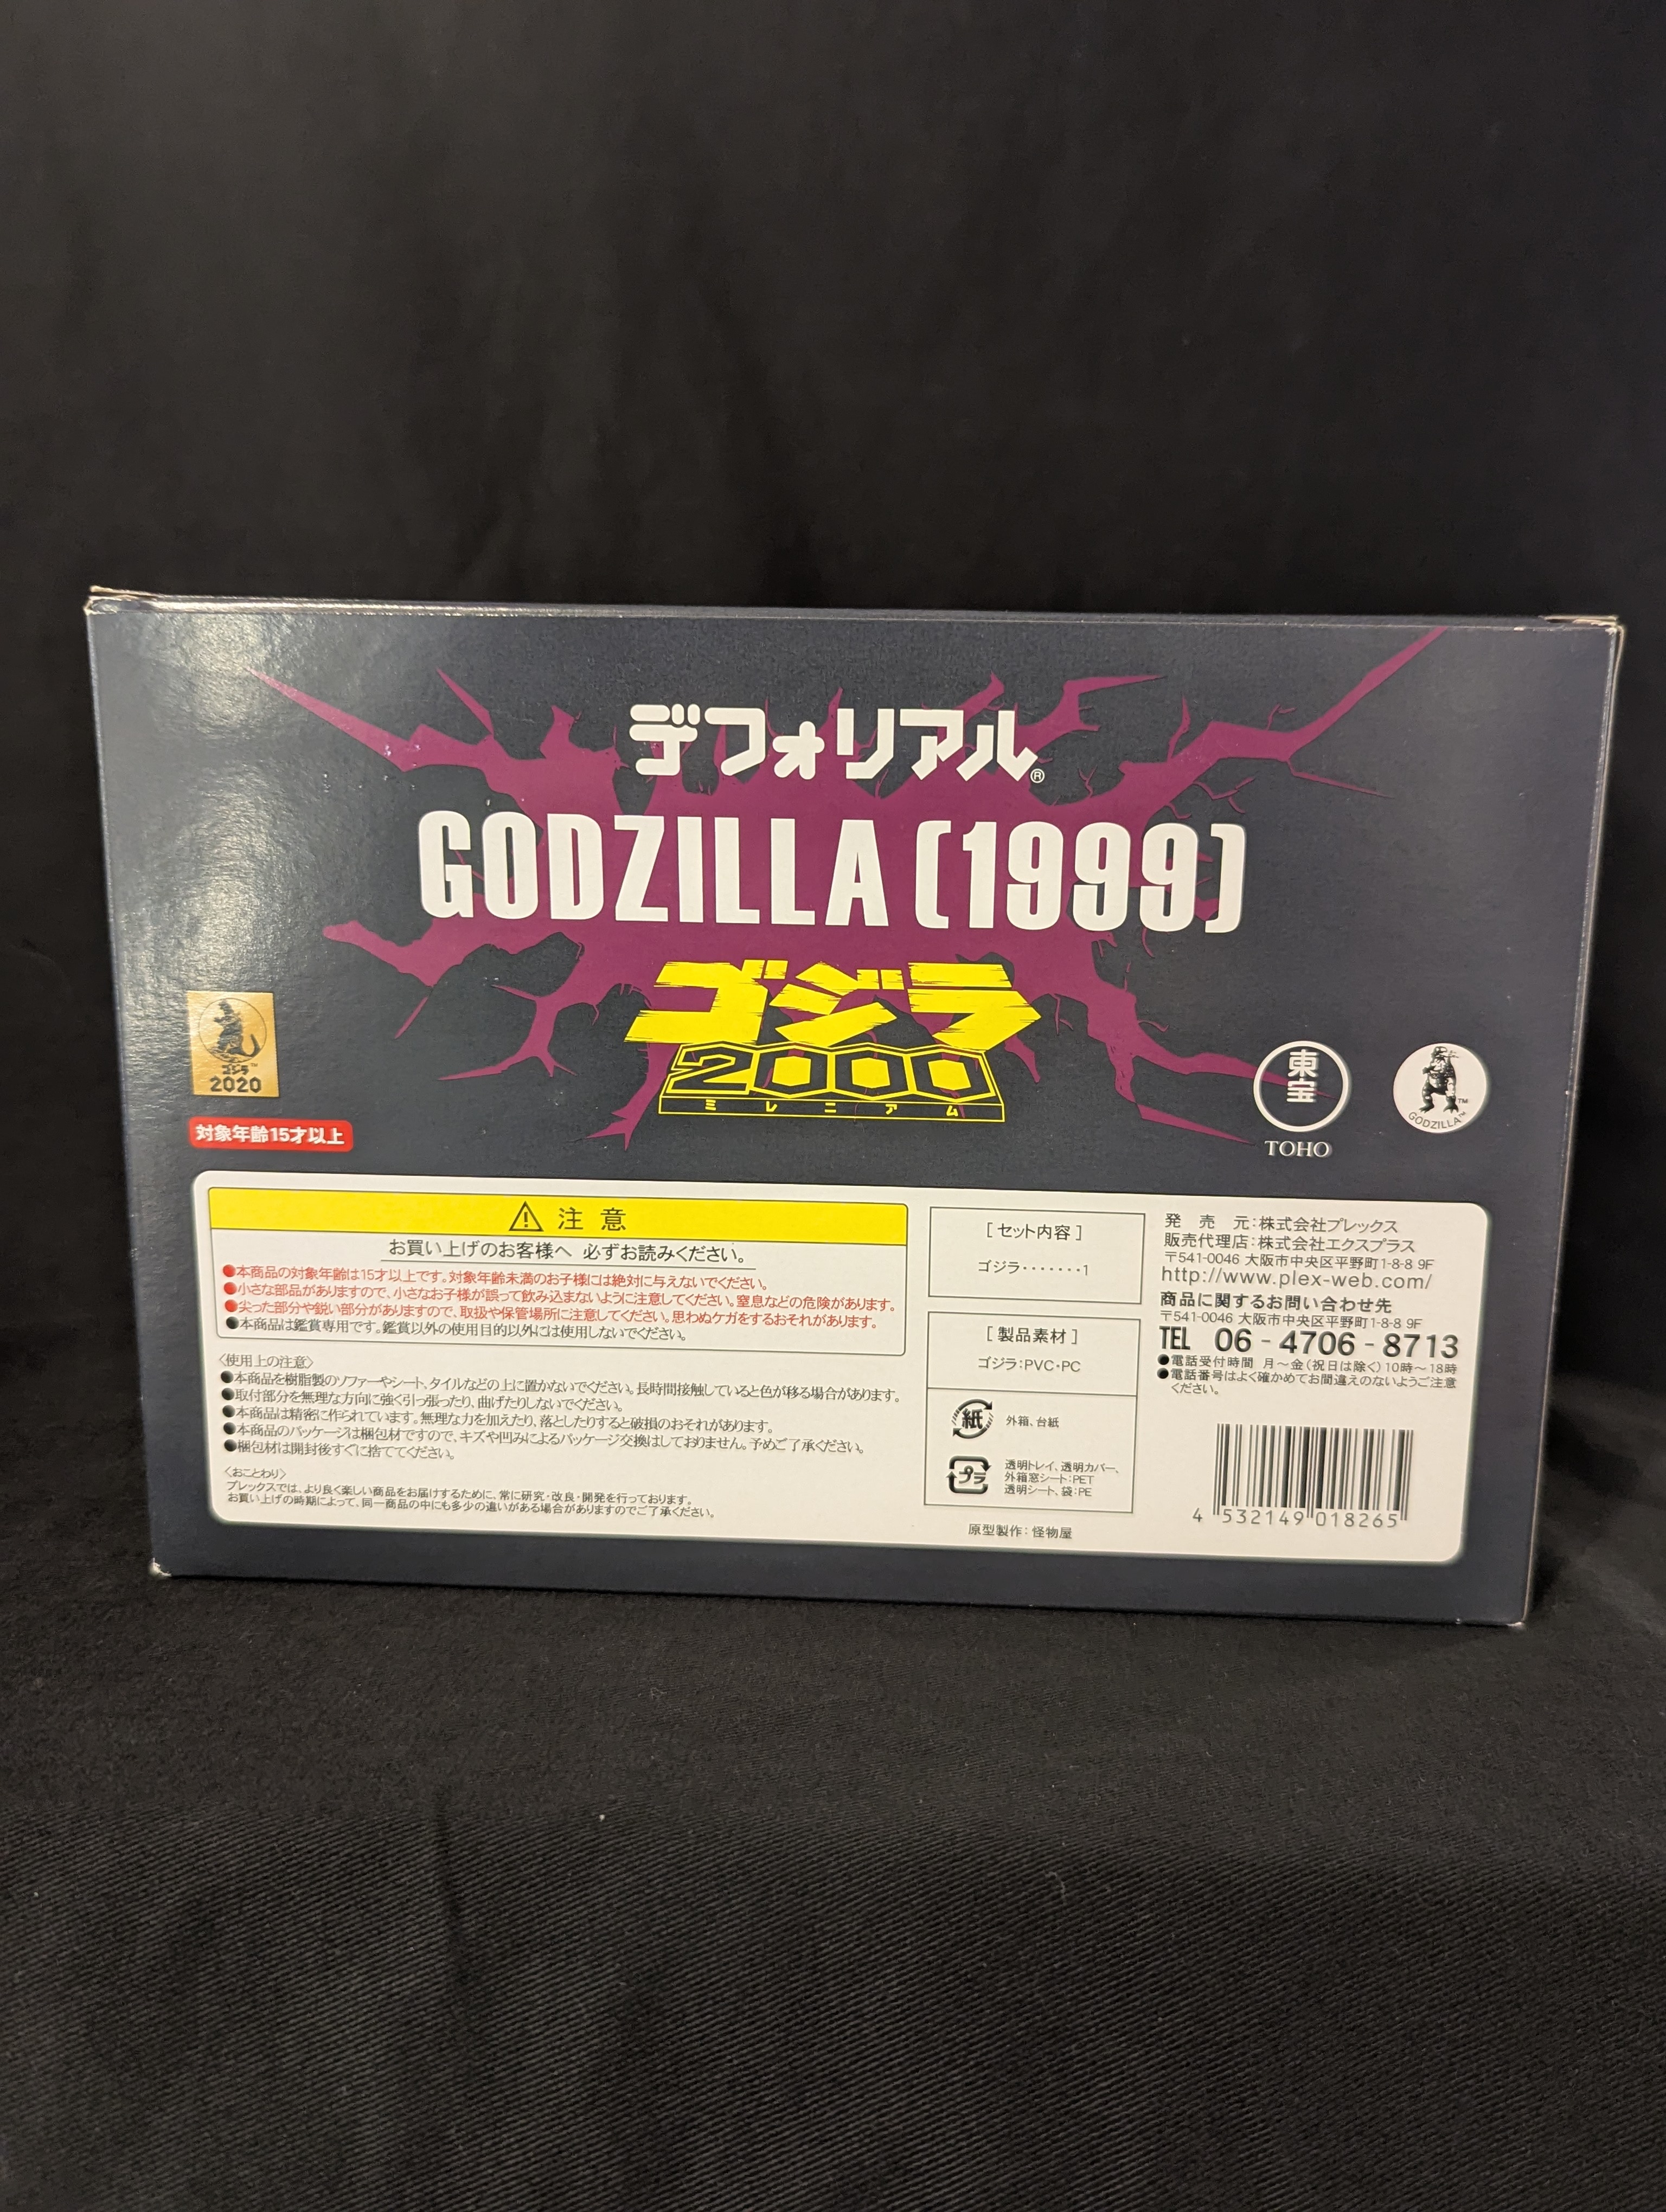 デフォリアル®
GODZILLA(1999)
ゴジラ
2000
ミレニアム
ゴジラ™
2020
対象年齢15才以上
東宝
TOHO
™
GODZILLA™
注 意
お買い上げのお客様へ 必ずお読みください。
●本商品の対象年齢は15才以上です。対象年齢未満のお子様には絶対に与えないでください。
●小さな部品がありますので、小さなお子様が誤って飲み込まないように注意してください。窒息などの危険があります。
●尖った部分や鋭い部分がありますので、取扱や保管場所に注意してください。思わぬケガをするおそれがあります。
●本商品は鑑賞専用です。鑑賞以外の使用目的以外には使用しないでください。
〈使用上の注意〉
●本商品を樹脂製のソファーやシート、タイルなどの上に置かないでください。長時間接触していると色が移る場合があります。
●取付部分を無理な方向に強く引っ張ったり、曲げたりしないでください。
●本商品は精密に作られています。無理な力を加えたり、落としたりすると破損のおそれがあります。
●本商品のパッケージは梱包材ですので、キズや凹みによるパッケージ交換はしておりません。予めご了承ください。
●梱包材は開封後すぐに捨ててください。
〈おことわり〉
プレックスでは、より良く楽しい商品をお届けするために、常に研究・改良・開発を行っております。
お買い上げの時期によって、同一商品の中にも多少の違いがある場合がありますのでご了承ください。
[セット内容]
ゴジラ・・・・・・・1
[製品素材]
ゴジラ:PVC・PC
紙
外箱、台紙
プラ
透明トレイ、透明カバー、
外箱窓シート:PET
透明シート、袋:PE
原型製作:怪物屋
発 売 元:株式会社プレックス
販売代理店:株式会社エクスプラス
〒541-0046 大阪市中央区平野町1-8-8 9F
http://www.plex-web.com/
商品に関するお問い合わせ先
〒541-0046 大阪市中央区平野町1-8-8 9F
TEL 06-4706-8713
●電話受付時間 月〜金(祝日は除く)10時〜18時
●電話番号はよく確かめてお間違えのないようご注意
ください。
4 532149 018265